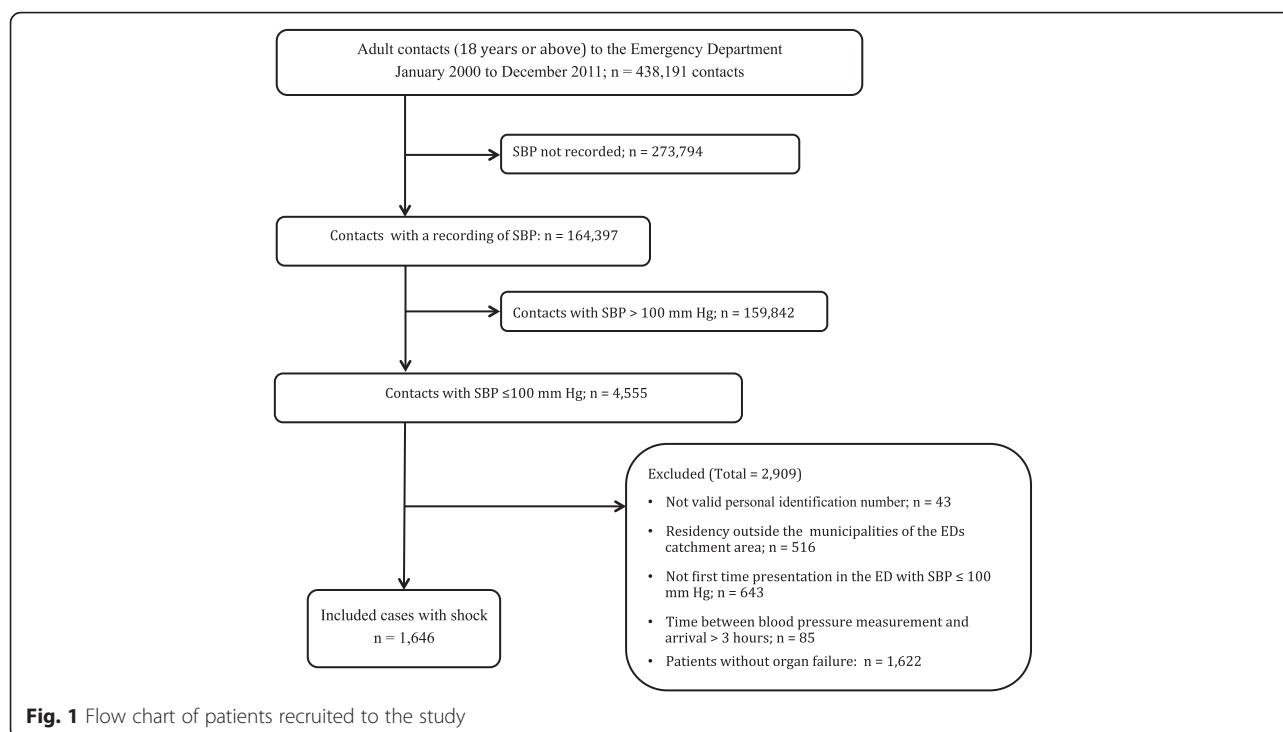 Adult contacts (18 years or above) to the Emergency Department
January 2000 to December 2011; n = 438,191 contacts
SBP not recorded; n = 273,794
Contacts with a recording of SBP: n = 164,397
Contacts with SBP > 100 mm Hg; n = 159,842
Contacts with SBP ≤100 mm Hg; n = 4,555
Excluded (Total = 2,909)
• Not valid personal identification number; n = 43
• Residency outside the municipalities of the EDs
catchment area; n = 516
• Not first time presentation in the ED with SBP ≤ 100
mm Hg; n = 643
• Time between blood pressure measurement and
arrival > 3 hours; n = 85
• Patients without organ failure: n = 1,622
Included cases with shock
n = 1,646
Fig. 1 Flow chart of patients recruited to the study